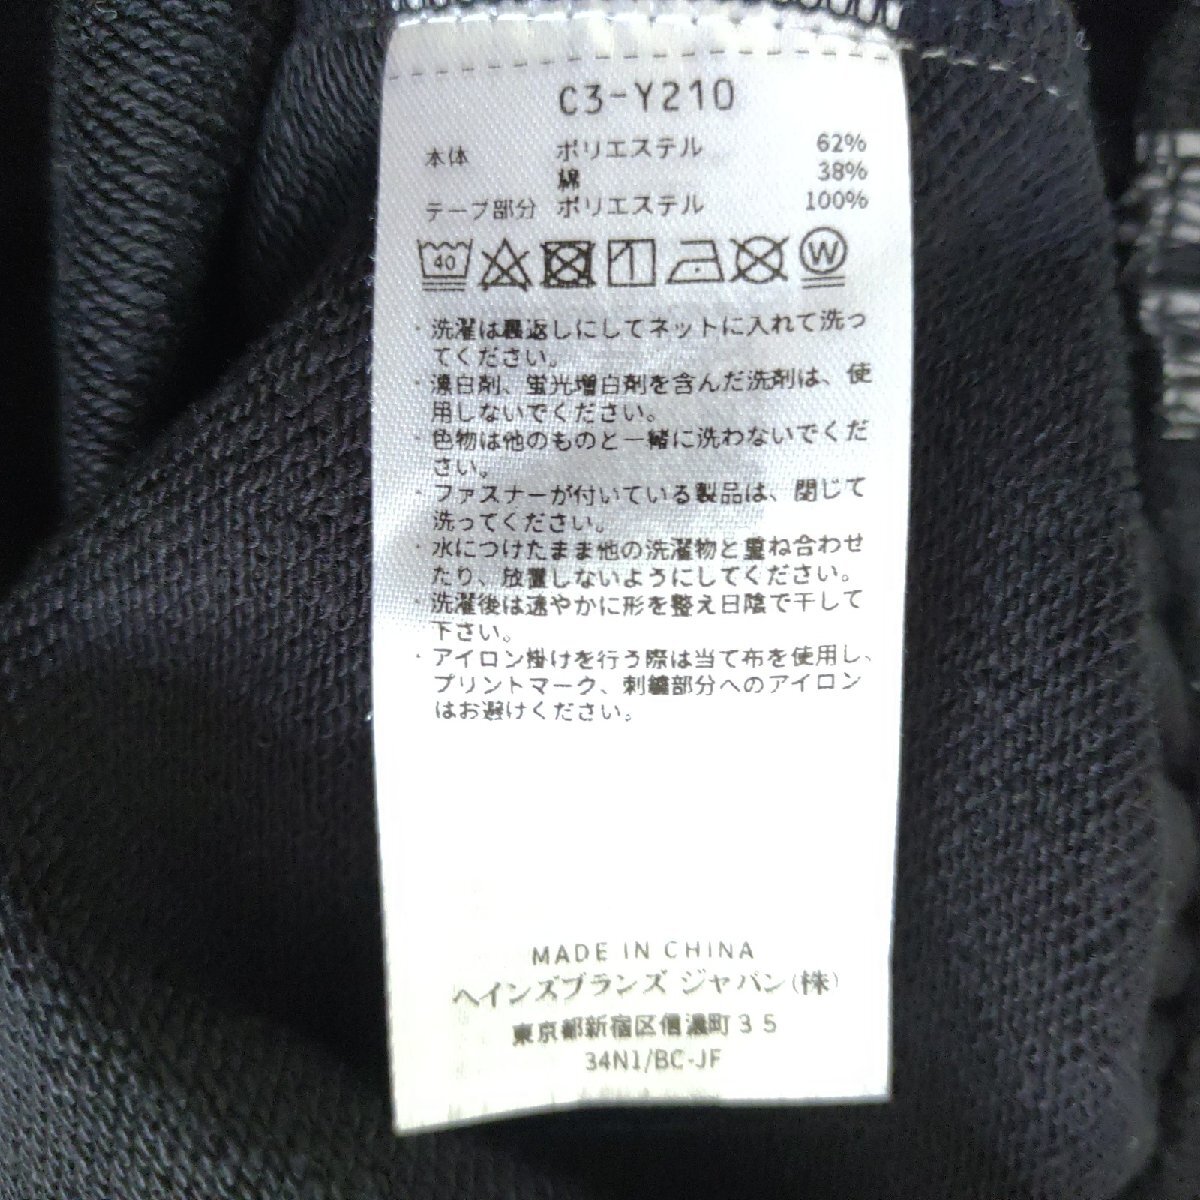 C3-Y210
本体 ポリエステル 62%
綿 38%
テープ部分 ポリエステル 100%
40 W
・洗濯は裏返しにしてネットに入れて洗っ
てください。
・漂白剤、蛍光増白剤を含んだ洗剤は、使
用しないでください。
・色物は他のものと一緒に洗わないでくだ
さい。
・ファスナーが付いている製品は、閉じて
洗ってください。
・水につけたまま他の洗濯物と重ね合わせ
たり、放置しないようにしてください。
・洗濯後は速やかに形を整え日陰で干して
下さい。
・アイロン掛けを行う際は当て布を使用し、
プリントマーク、刺繍部分へのアイロン
はお避けください。
MADE IN CHINA
ヘインズブランズ ジャパン(株)
東京都新宿区信濃町35
34N1/BC-JF